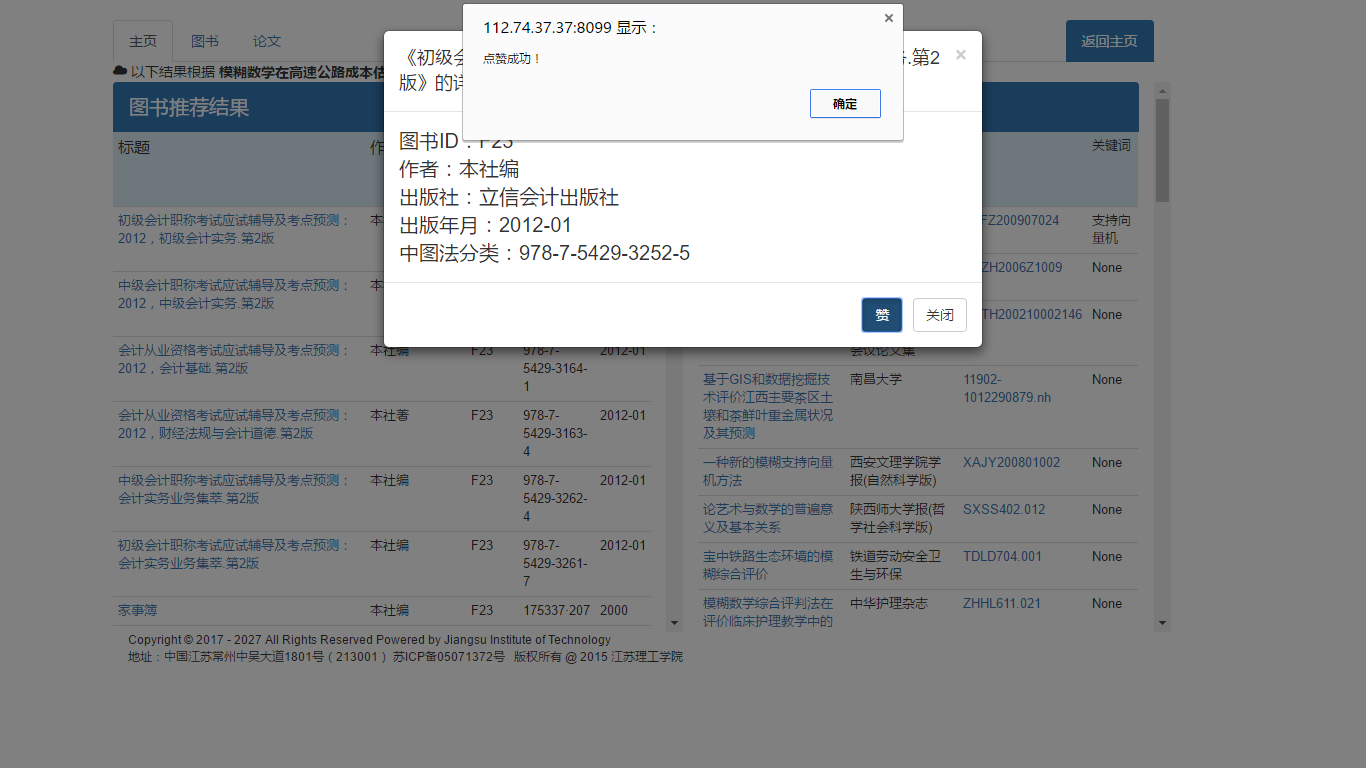 112.74.37.37:8099 显示：
点赞成功！
确定
主页 图书 论文
返回主页
以下结果根据 模糊数学在高速公路成本估
《初级会
务.第2
版》的详
图书ID：F23
作者：本社编
出版社：立信会计出版社
出版年月：2012-01
中图法分类：978-7-5429-3252-5
赞 关闭
图书推荐结果
标题 作
初级会计职称考试应试辅导及考点预测：
2012，初级会计实务.第2版
本
中级会计职称考试应试辅导及考点预测：
2012，中级会计实务.第2版
本
会计从业资格考试应试辅导及考点预测：
2012，会计基础.第2版
本社编 F23 978-7-
5429-3164-
1
2012-01
会计从业资格考试应试辅导及考点预测：
2012，财经法规与会计道德.第2版
本社著 F23 978-7-
5429-3163-
4
2012-01
中级会计职称考试应试辅导及考点预测：
会计实务业务集萃.第2版
本社编 F23 978-7-
5429-3262-
4
2012-01
初级会计职称考试应试辅导及考点预测：
会计实务业务集萃.第2版
本社编 F23 978-7-
5429-3261-
7
2012-01
家事簿 本社编 F23 175337·207 2000
关键词
FZ200907024 支持向
量机
ZH2006Z1009 None
TH200210002146 None
会议论文集
基于GIS和数据挖掘技
术评价江西主要茶区土
壤和茶鲜叶重金属状况
及其预测
南昌大学 11902-
1012290879.nh
None
一种新的模糊支持向量
机方法
西安文理学院学
报(自然科学版)
XAJY200801002 None
论艺术与数学的普遍意
义及基本关系
陕西师大学报(哲
学社会科学版)
SXSS402.012 None
宝中铁路生态环境的模
糊综合评价
铁道劳动安全卫
生与环保
TDLD704.001 None
模糊数学综合评判法在
评价临床护理教学中的
中华护理杂志 ZHHL611.021 None
Copyright © 2017 - 2027 All Rights Reserved Powered by Jiangsu Institute of Technology
地址：中国江苏常州中吴大道1801号（213001） 苏ICP备05071372号 版权所有 @ 2015 江苏理工学院